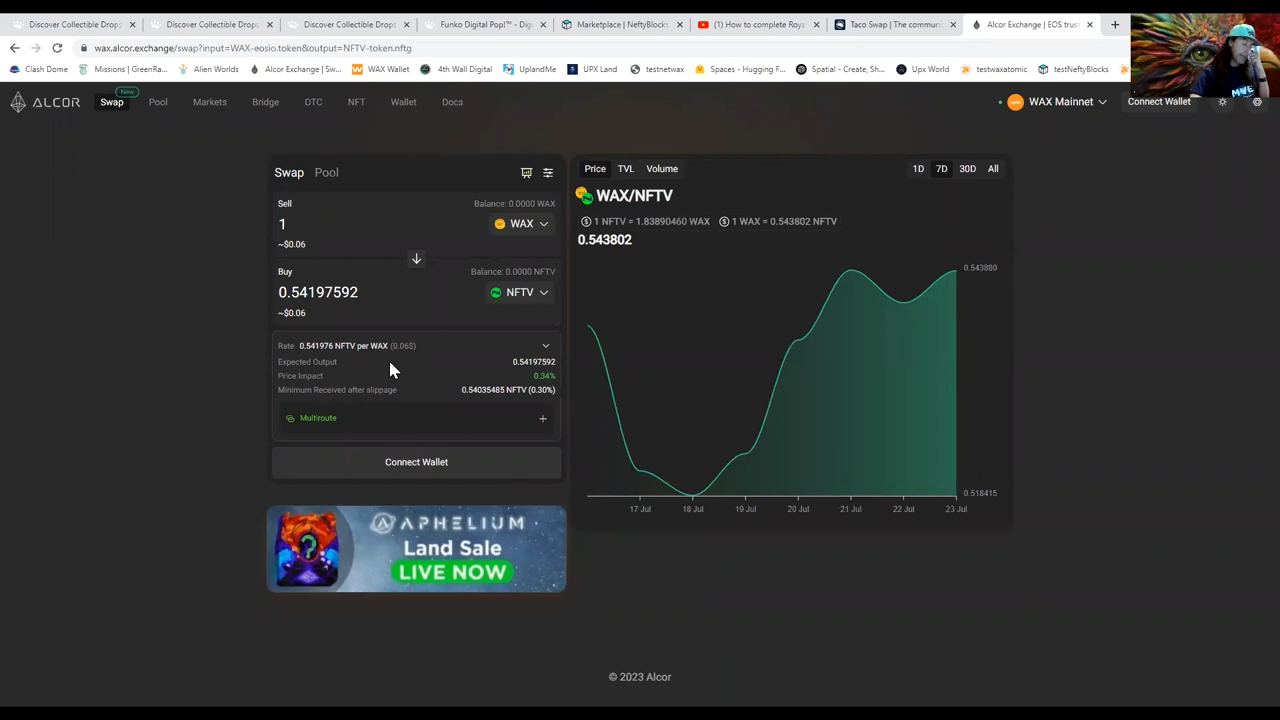 Discover Collectible Drops
Discover Collectible Drops
Discover Collectible Drops
Funko Digital Pop!™ - Dig
Marketplace | NeftyBlocks
(1) How to complete Roya
Taco Swap | The commun
Alcor Exchange | EOS trus
wax.alcor.exchange/swap?input=WAX-eosio.token&output=NFTV-token.nftg
Clash Dome
Missions | GreenRa...
Alien Worlds
Alcor Exchange | Sw...
WAX Wallet
4th Wall Digital
UplandMe
UPX Land
testnetwax
Spaces - Hugging F...
Spatial - Create, Sh...
Upx World
testwaxatomic
testNeftyBlocks
ALCOR
Swap
New
Pool
Markets
Bridge
OTC
NFT
Wallet
Docs
WAX Mainnet
Connect Wallet
Swap Pool
Sell Balance: 0.0000 WAX
1 WAX
~$0.06
Buy Balance: 0.0000 NFTV
0.54197592 NFTV
~$0.06
Rate 0.541976 NFTV per WAX (0.06$)
Expected Output 0.54197592
Price Impact 0.34%
Minimum Received after slippage 0.54035485 NFTV (0.30%)
Multiroute +
Connect Wallet
APHELIUM
Land Sale
LIVE NOW
Price TVL Volume 1D 7D 30D All
WAX/NFTV
1 NFTV = 1.83890460 WAX 1 WAX = 0.543802 NFTV
0.543802
0.543880
0.518415
17 Jul 18 Jul 19 Jul 20 Jul 21 Jul 22 Jul 23 Jul
© 2023 Alcor